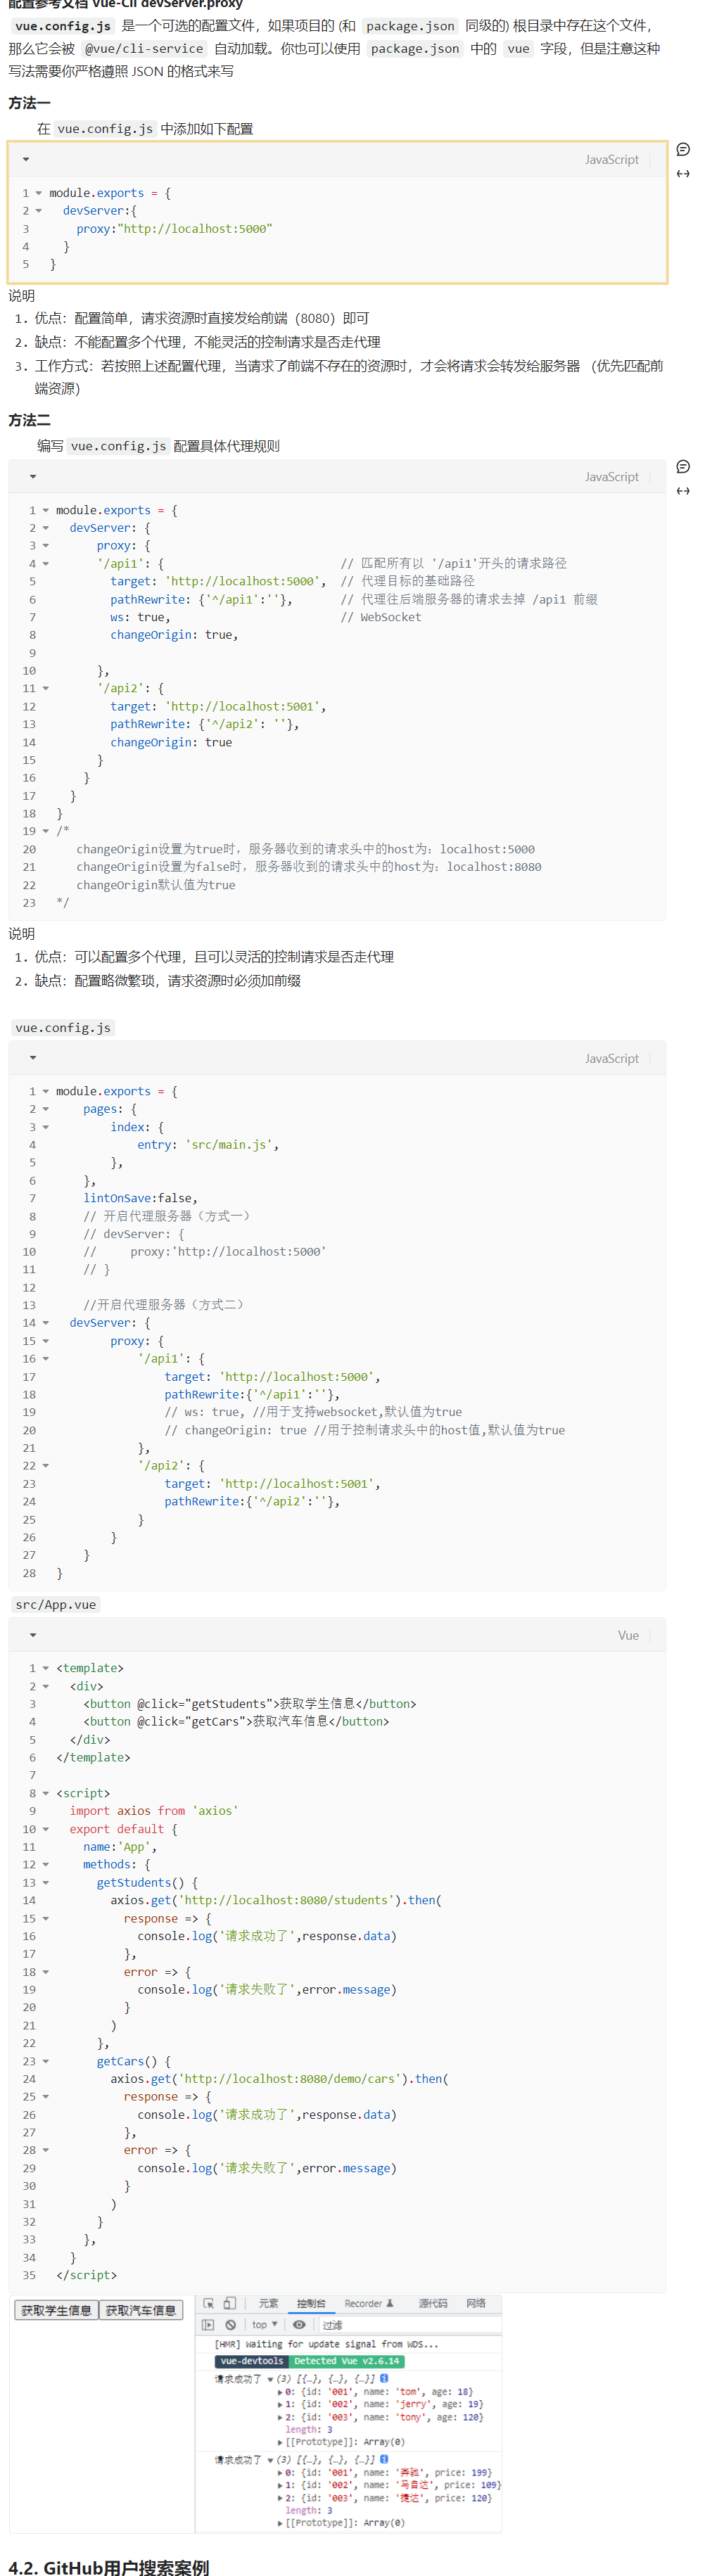 配置参考文档 Vue-Cli devServer.proxy
vue.config.js 是一个可选的配置文件，如果项目的 (和 package.json 同级的) 根目录中存在这个文件，
那么它会被 @vue/cli-service 自动加载。你也可以使用 package.json 中的 vue 字段，但是注意这种
写法需要你严格遵照 JSON 的格式来写
方法一
在 vue.config.js 中添加如下配置
JavaScript
1 module.exports = {
2   devServer:{
3     proxy:"http://localhost:5000"
4   }
5 }
说明
1. 优点：配置简单，请求资源时直接发给前端（8080）即可
2. 缺点：不能配置多个代理，不能灵活的控制请求是否走代理
3. 工作方式：若按照上述配置代理，当请求了前端不存在的资源时，才会将请求会转发给服务器 （优先匹配前
端资源）
方法二
编写 vue.config.js 配置具体代理规则
JavaScript
1 module.exports = {
2   devServer: {
3       proxy: {
4       '/api1': {                          // 匹配所有以 '/api1'开头的请求路径
5         target: 'http://localhost:5000',  // 代理目标的基础路径
6         pathRewrite: {'^/api1':''},       // 代理往后端服务器的请求去掉 /api1 前缀
7         ws: true,                         // WebSocket
8         changeOrigin: true,
9
10       },
11       '/api2': {
12         target: 'http://localhost:5001',
13         pathRewrite: {'^/api2': ''},
14         changeOrigin: true
15       }
16     }
17   }
18 }
19 /*
20    changeOrigin设置为true时，服务器收到的请求头中的host为：localhost:5000
21    changeOrigin设置为false时，服务器收到的请求头中的host为：localhost:8080
22    changeOrigin默认值为true
23 */
说明
1. 优点：可以配置多个代理，且可以灵活的控制请求是否走代理
2. 缺点：配置略微繁琐，请求资源时必须加前缀
vue.config.js
JavaScript
1 module.exports = {
2     pages: {
3         index: {
4             entry: 'src/main.js',
5         },
6     },
7     lintOnSave:false,
8     // 开启代理服务器（方式一）
9     // devServer: {
10     //     proxy:'http://localhost:5000'
11     // }
12
13     //开启代理服务器（方式二）
14   devServer: {
15         proxy: {
16             '/api1': {
17                 target: 'http://localhost:5000',
18                 pathRewrite:{'^/api1':''},
19                 // ws: true, //用于支持websocket,默认值为true
20                 // changeOrigin: true //用于控制请求头中的host值,默认值为true
21             },
22             '/api2': {
23                 target: 'http://localhost:5001',
24                 pathRewrite:{'^/api2':''},
25             }
26         }
27     }
28 }
src/App.vue
Vue
1 <template>
2   <div>
3     <button @click="getStudents">获取学生信息</button>
4     <button @click="getCars">获取汽车信息</button>
5   </div>
6 </template>
7
8 <script>
9   import axios from 'axios'
10   export default {
11     name:'App',
12     methods: {
13       getStudents() {
14         axios.get('http://localhost:8080/students').then(
15           response => {
16             console.log('请求成功了',response.data)
17           },
18           error => {
19             console.log('请求失败了',error.message)
20           }
21         )
22       },
23       getCars() {
24         axios.get('http://localhost:8080/demo/cars').then(
25           response => {
26             console.log('请求成功了',response.data)
27           },
28           error => {
29             console.log('请求失败了',error.message)
30           }
31         )
32       }
33     },
34   }
35 </script>
获取学生信息 获取汽车信息 元素 控制台 Recorder 源代码 网络
top 过滤
[HMR] Waiting for update signal from WDS...
vue-devtools Detected Vue v2.6.14
请求成功了 (3) [{…}, {…}, {…}]
0: {id: '001', name: 'tom', age: 18}
1: {id: '002', name: 'jerry', age: 19}
2: {id: '003', name: 'tony', age: 120}
length: 3
[[Prototype]]: Array(0)
请求成功了 (3) [{…}, {…}, {…}]
0: {id: '001', name: '奔驰', price: 199}
1: {id: '002', name: '马自达', price: 109}
2: {id: '003', name: '捷达', price: 120}
length: 3
[[Prototype]]: Array(0)
4.2. GitHub用户搜索案例